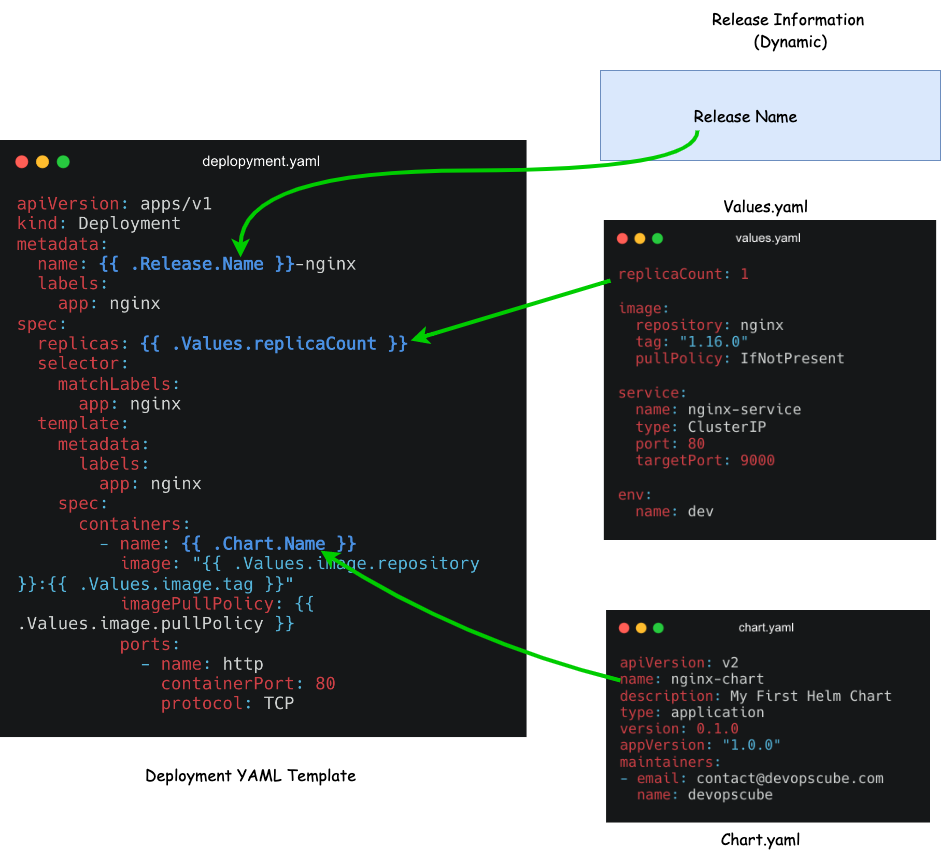 Release Information
(Dynamic)
Release Name
deplopyment.yaml
apiVersion: apps/v1
kind: Deployment
metadata:
  name: {{ .Release.Name }}-nginx
  labels:
    app: nginx
spec:
  replicas: {{ .Values.replicaCount }}
  selector:
    matchLabels:
      app: nginx
  template:
    metadata:
      labels:
        app: nginx
    spec:
      containers:
        - name: {{ .Chart.Name }}
          image: "{{ .Values.image.repository
}}:{{ .Values.image.tag }}"
          imagePullPolicy: {{
.Values.image.pullPolicy }}
          ports:
            - name: http
              containerPort: 80
              protocol: TCP
Deployment YAML Template
Values.yaml
values.yaml
replicaCount: 1
image:
  repository: nginx
  tag: "1.16.0"
  pullPolicy: IfNotPresent
service:
  name: nginx-service
  type: ClusterIP
  port: 80
  targetPort: 9000
env:
  name: dev
chart.yaml
apiVersion: v2
name: nginx-chart
description: My First Helm Chart
type: application
version: 0.1.0
appVersion: "1.0.0"
maintainers:
- email: contact@devopscube.com
  name: devopscube
Chart.yaml